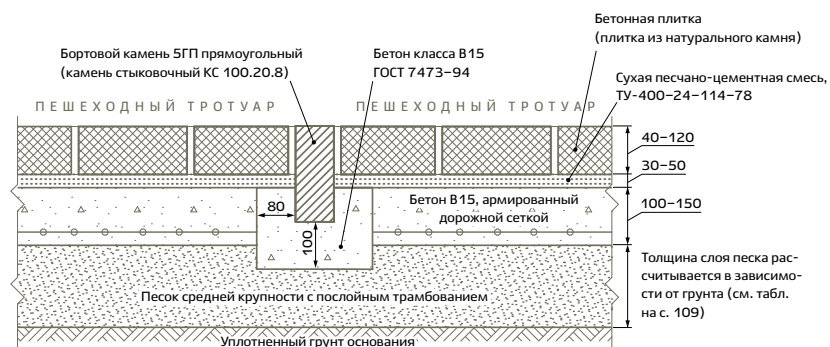 Бетонная плитка
(плитка из натурального камня)
Бортовой камень 5ГП прямоугольный
(камень стыковочный КС 100.20.8)
Бетон класса В15
ГОСТ 7473–94
Сухая песчано-цементная смесь,
ТУ-400–24–114–78
ПЕШЕХОДНЫЙ ТРОТУАР
ПЕШЕХОДНЫЙ ТРОТУАР
40–120
30–50
80
Бетон В15, армированный
дорожной сеткой
100–150
100
Толщина слоя песка рас-
считывается в зависимо-
сти от грунта (см. табл.
на с. 109)
Песок средней крупности с послойным трамбованием
Уплотненный грунт основания